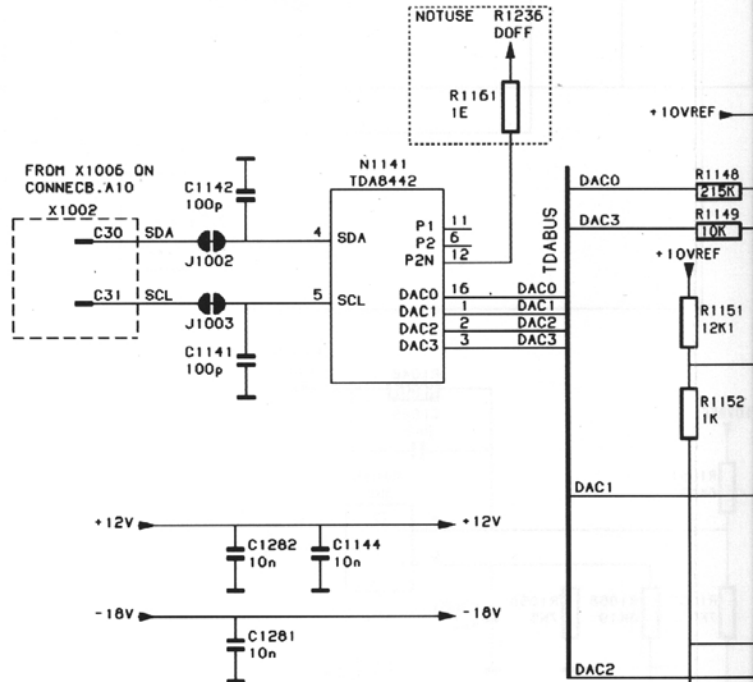 NOTUSE R1236
DOFF
R1161
1E
+10VREF
N1141
TDA8442
FROM X1006 ON
CONNECB.A10
X1002
C1142
100p
C30 SDA
J1002
4 SDA
P1 11
P2 6
P2N 12
C31 SCL
J1003
5 SCL
C1141
100p
DAC0 16 DAC0
DAC1 1 DAC1
DAC2 2 DAC2
DAC3 3 DAC3
TDABUS
DAC0 R1148
215K
DAC3 R1149
10K
+10VREF
R1151
12K1
R1152
1K
DAC1
+12V +12V
C1282
10n
C1144
10n
-18V -18V
C1281
10n
DAC2